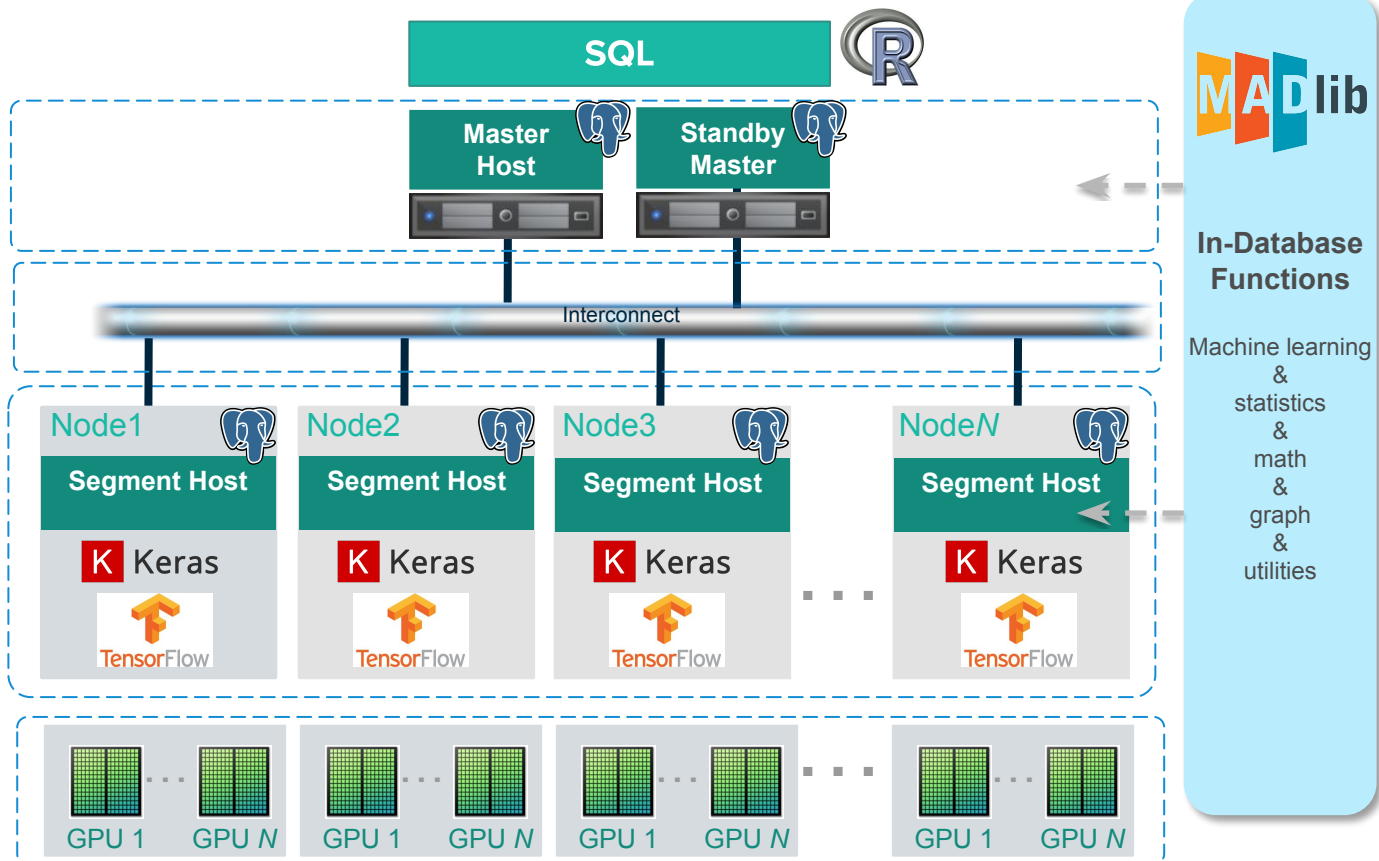 SQL
R
Master
Host
Standby
Master
MADlib
In-Database
Functions
Machine learning
&
statistics
&
math
&
graph
&
utilities
Interconnect
Node1
Segment Host
K Keras
TensorFlow
Node2
Segment Host
K Keras
TensorFlow
Node3
Segment Host
K Keras
TensorFlow
. . .
NodeN
Segment Host
K Keras
TensorFlow
GPU 1 . . . GPU N
GPU 1 . . . GPU N
GPU 1 . . . GPU N
. . .
GPU 1 . . . GPU N